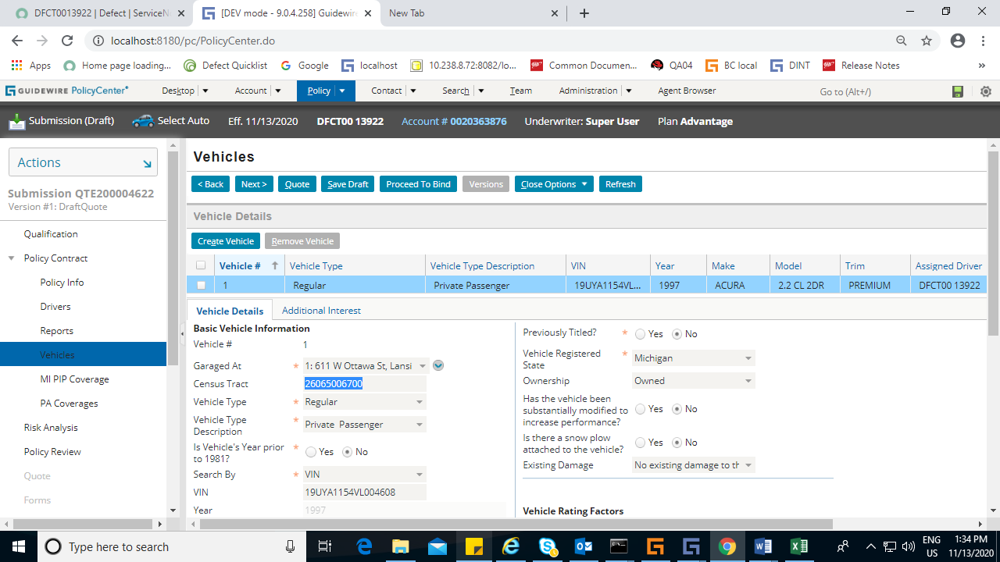 DFCT0013922 | Defect | ServiceN
[DEV mode - 9.0.4.258] Guidewire
New Tab
localhost:8180/pc/PolicyCenter.do
Apps
Home page loading...
Defect Quicklist
Google
localhost
10.238.8.72:8082/lo...
Common Documen...
QA04
BC local
DINT
Release Notes
»
GUIDEWIRE PolicyCenter
Desktop
Account
Policy
Contact
Search
Team
Administration
Agent Browser
Go to (Alt+/)
Submission (Draft)
Select Auto
Eff. 11/13/2020
DFCT00 13922
Account # 0020363876
Underwriter: Super User
Plan Advantage
Actions
Submission QTE200004622
Version #1: DraftQuote
Qualification
Policy Contract
Policy Info
Drivers
Reports
Vehicles
MI PIP Coverage
PA Coverages
Risk Analysis
Policy Review
Quote
Forms
Vehicles
< Back
Next >
Quote
Save Draft
Proceed To Bind
Versions
Close Options
Refresh
Vehicle Details
Create Vehicle
Remove Vehicle
Vehicle # Vehicle Type Vehicle Type Description VIN Year Make Model Trim Assigned Driver
1 Regular Private Passenger 19UYA1154VL... 1997 ACURA 2.2 CL 2DR PREMIUM DFCT00 13922
Vehicle Details
Additional Interest
Basic Vehicle Information
Vehicle # 1
Garaged At * 1: 611 W Ottawa St, Lansi
Census Tract 26065006700
Vehicle Type * Regular
Vehicle Type
Description
* Private Passenger
Is Vehicle's Year prior
to 1981?
* Yes No
Search By * VIN
VIN 19UYA1154VL004608
Year 1997
Previously Titled? * Yes No
Vehicle Registered
State
* Michigan
Ownership Owned
Has the vehicle been
substantially modified to
increase performance?
Yes No
Is there a snow plow
attached to the vehicle?
Yes No
Existing Damage No existing damage to th
Vehicle Rating Factors
Type here to search
ENG
US
1:34 PM
11/13/2020